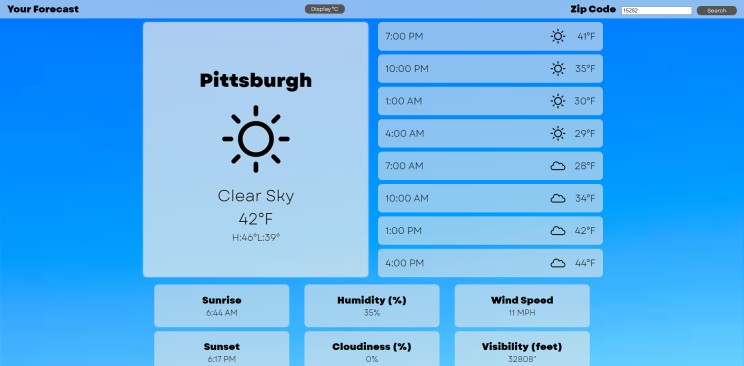 Your Forecast
Display °C
Zip Code 15282 Search
Pittsburgh
Clear Sky
42°F
H:46°L:39°
7:00 PM 41°F
10:00 PM 35°F
1:00 AM 30°F
4:00 AM 29°F
7:00 AM 28°F
10:00 AM 34°F
1:00 PM 42°F
4:00 PM 44°F
Sunrise
6:44 AM
Humidity (%)
35%
Wind Speed
11 MPH
Sunset
6:17 PM
Cloudiness (%)
0%
Visibility (feet)
32808"